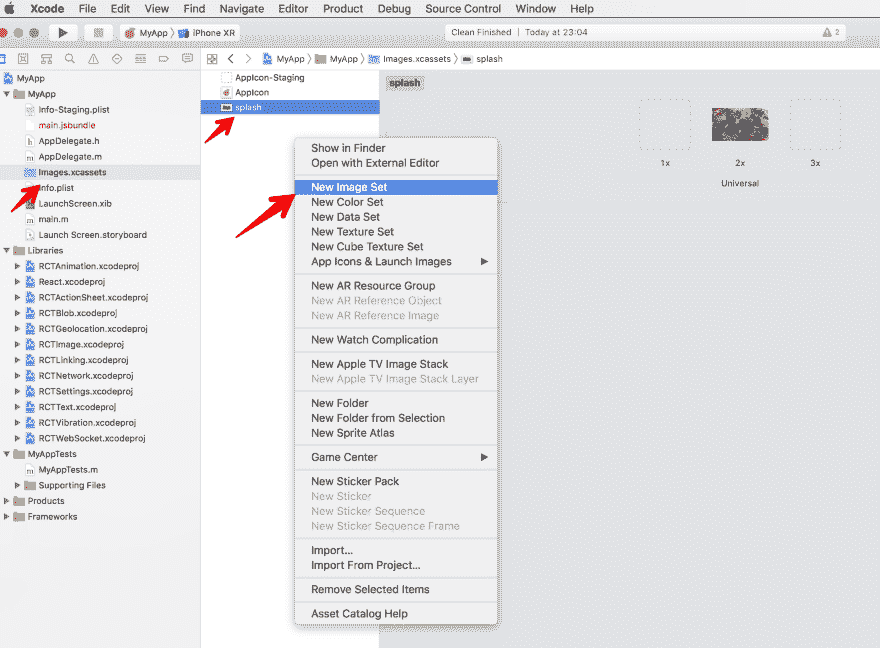 Xcode File Edit View Find Navigate Editor Product Debug Source Control Window Help
MyApp iPhone XR Clean Finished | Today at 23:04 2
MyApp MyApp Images.xcassets splash
MyApp
MyApp
Info-Staging.plist
main.jsbundle
AppDelegate.h
AppDelegate.m
Images.xcassets
Info.plist
LaunchScreen.xib
main.m
Launch Screen.storyboard
Libraries
RCTAnimation.xcodeproj
React.xcodeproj
RCTActionSheet.xcodeproj
RCTBlob.xcodeproj
RCTGeolocation.xcodeproj
RCTImage.xcodeproj
RCTLinking.xcodeproj
RCTNetwork.xcodeproj
RCTSettings.xcodeproj
RCTText.xcodeproj
RCTVibration.xcodeproj
RCTWebSocket.xcodeproj
MyAppTests
MyAppTests.m
Supporting Files
Products
Frameworks
AppIcon-Staging
AppIcon
splash
Show in Finder
Open with External Editor
New Image Set
New Color Set
New Data Set
New Texture Set
New Cube Texture Set
App Icons & Launch Images
New AR Resource Group
New AR Reference Object
New AR Reference Image
New Watch Complication
New Apple TV Image Stack
New Apple TV Image Stack Layer
New Folder
New Folder from Selection
New Sprite Atlas
Game Center
New Sticker Pack
New Sticker
New Sticker Sequence
New Sticker Sequence Frame
Import...
Import From Project...
Remove Selected Items
Asset Catalog Help
splash
1x 2x 3x
Universal